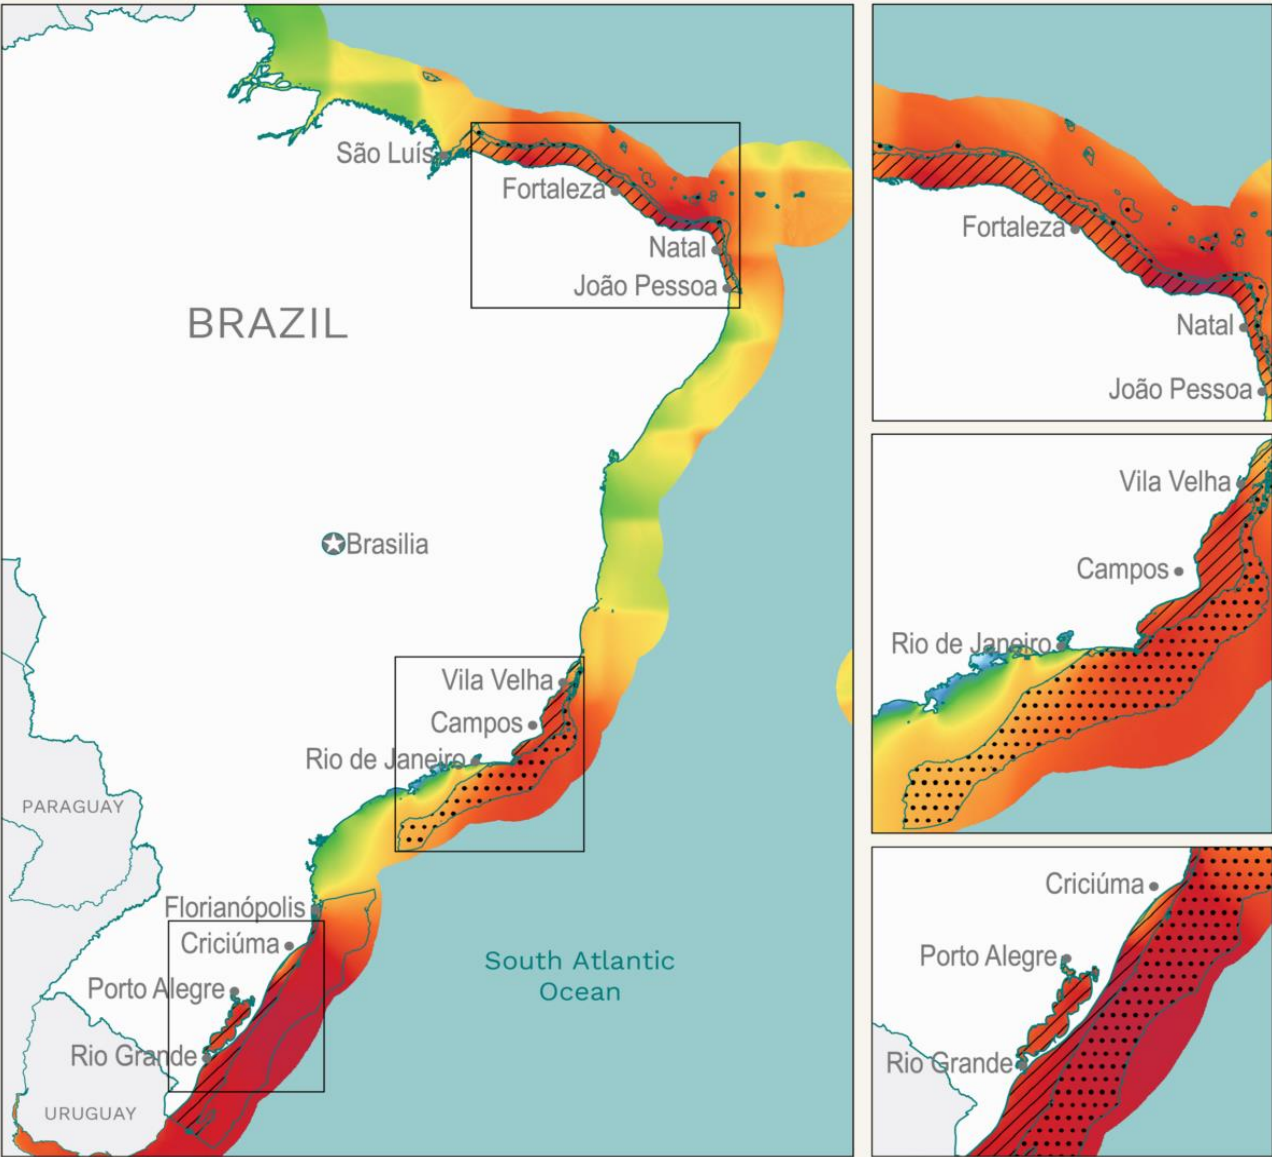 São Luís
Fortaleza
Natal
João Pessoa
BRAZIL
Brasilia
Vila Velha
Campos
Rio de Janeiro
PARAGUAY
Florianópolis
Criciúma
Porto Alegre
Rio Grande
URUGUAY
South Atlantic
Ocean
Fortaleza
Natal
João Pessoa
Vila Velha
Campos
Rio de Janeiro
Criciúma
Porto Alegre
Rio Grande